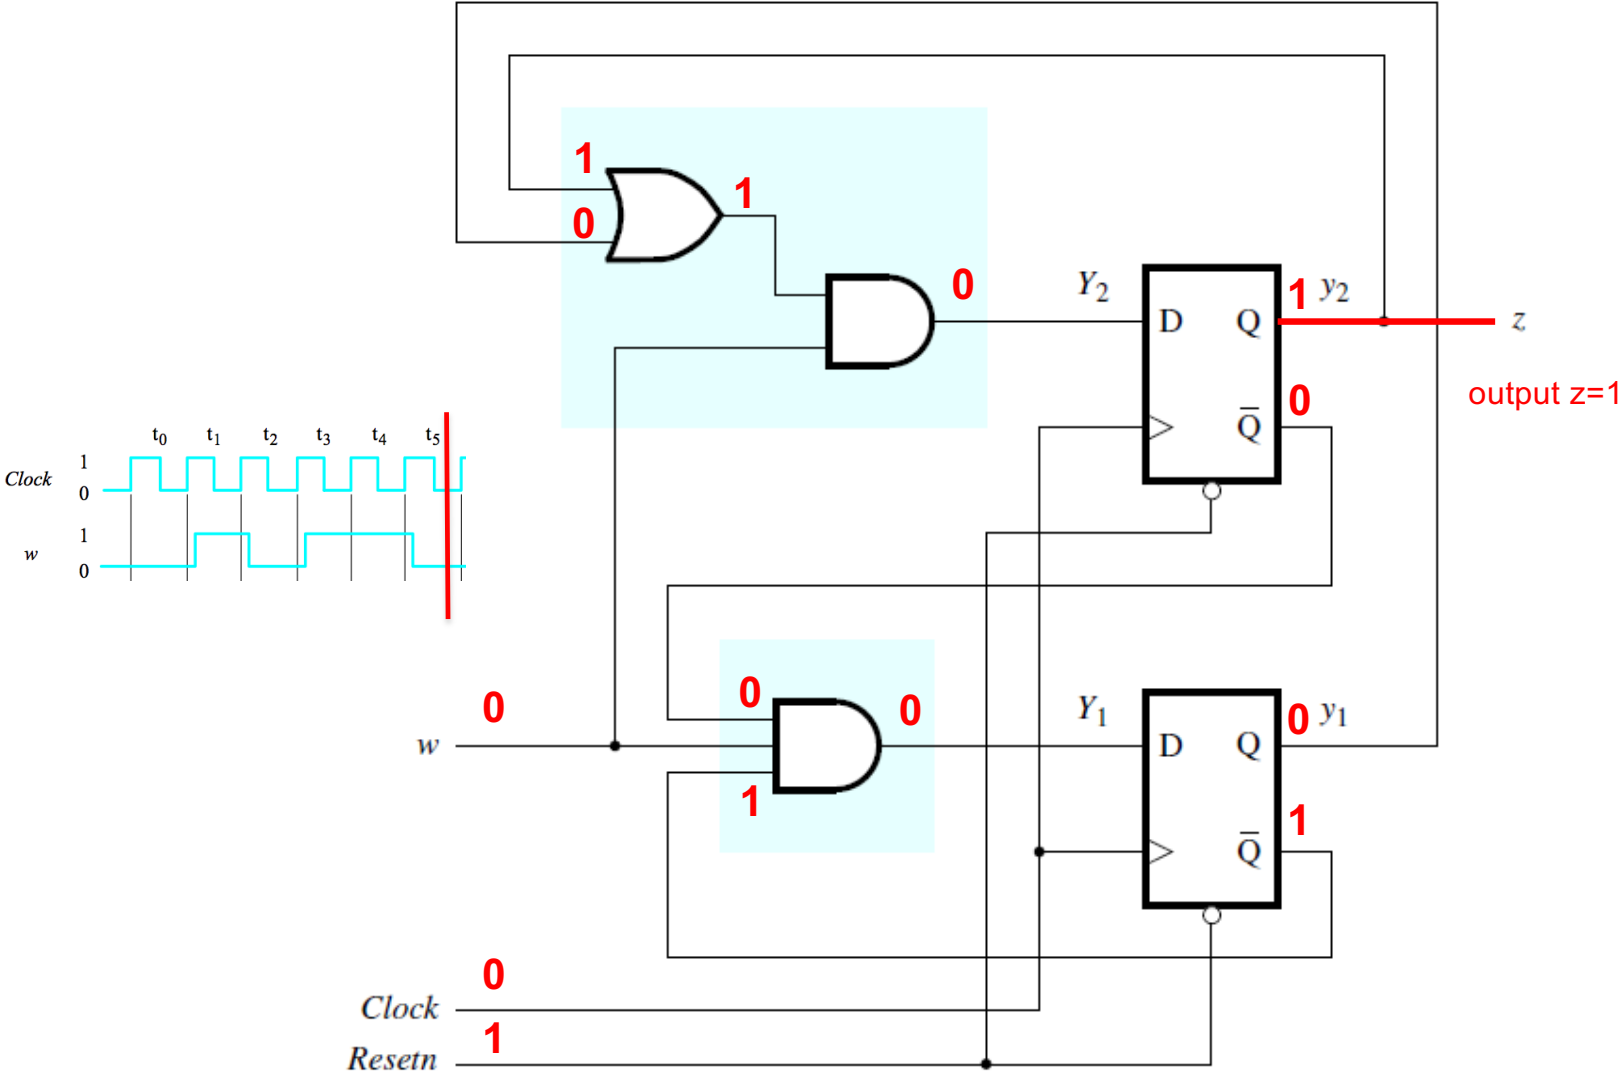 1
1
0
0
Y₂
1 y₂
D Q
z
output z=1
0
Q̅
t₀ t₁ t₂ t₃ t₄ t₅
Clock 1
0
w 1
0
0
w
0
0
1
Y₁
0 y₁
D Q
1
Q̅
0
Clock
1
Resetn